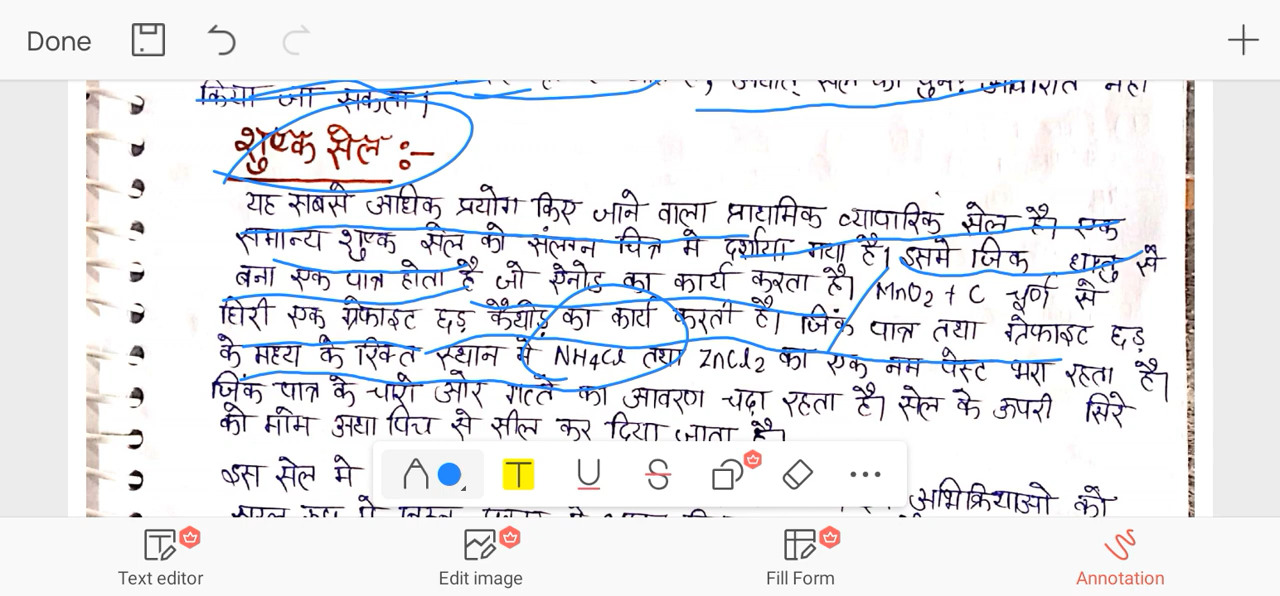 Done
किया जा सकता।
शुष्क सेल :-
यह सबसे अधिक प्रयोग किए जाने वाला प्राथमिक व्यापारिक सेल है। एक
समान्य शुष्क सेल को संलग्न चित्र मे दर्शाया गया है। इसमे जिंक धातु से
बना एक पात्र होता है जो ऐनोड का कार्य करता है। MnO2 + C चूर्ण से
घिरी एक ग्रेफाइट छड़ कैथोड का कार्य करती है। जिंक पात्र तथा ग्रेफाइट छड़
के मध्य के रिक्त स्थान मे NH4Cl तथा ZnCl2 का एक नम पेस्ट भरा रहता है।
जिंक पात्र के चारो ओर गत्ते का आवरण चढ़ा रहता है। सेल के ऊपरी सिरे
को मोम अथा पिच से सील कर दिया जाता है।
इस सेल मे अभिक्रियाओ को
T U S
Text editor Edit image Fill Form Annotation